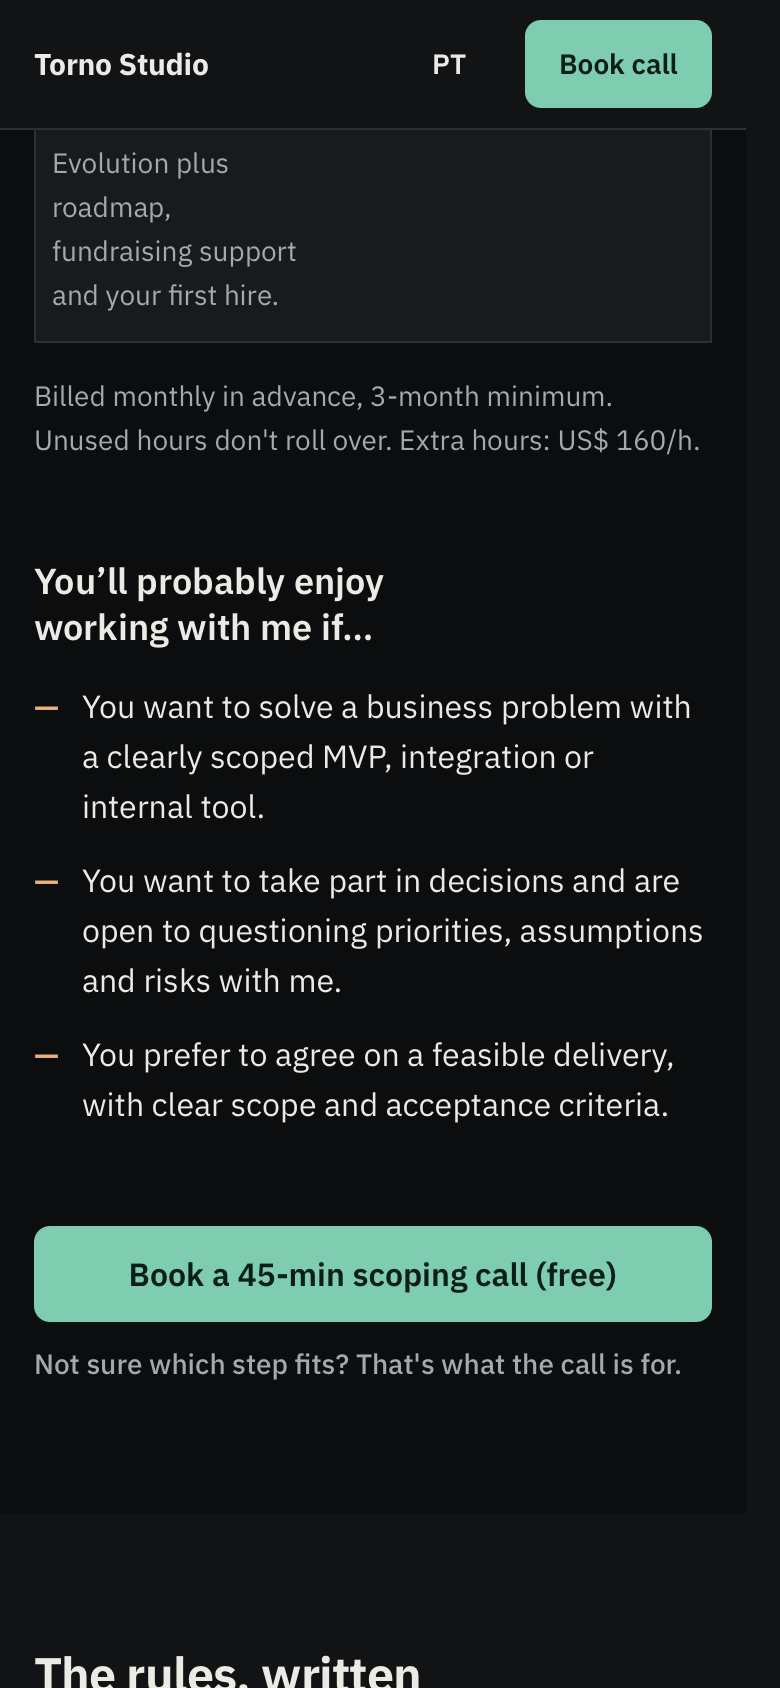 Torno Studio
PT
Book call
Evolution plus
roadmap,
fundraising support
and your first hire.
Billed monthly in advance, 3-month minimum.
Unused hours don't roll over. Extra hours: US$ 160/h.
You’ll probably enjoy
working with me if…
— You want to solve a business problem with
a clearly scoped MVP, integration or
internal tool.
— You want to take part in decisions and are
open to questioning priorities, assumptions
and risks with me.
— You prefer to agree on a feasible delivery,
with clear scope and acceptance criteria.
Book a 45-min scoping call (free)
Not sure which step fits? That's what the call is for.
The rules, written